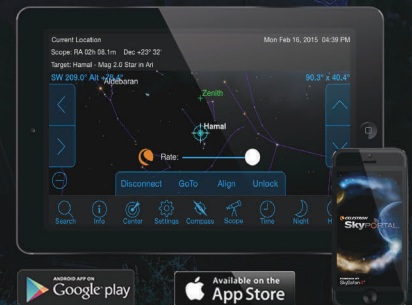 Current Location
Mon Feb 16, 2015 04:39 PM
Scope: RA 02h 08.1m Dec +23° 32'
Target: Hamal - Mag 2.0 Star in Ari
SW 209.0° Alt +78.4°
90.3° x 40.4°
Aldebaran
Zenith
Hamal
Rate:
Disconnect GoTo Align Unlock
Search Info Center Settings Compass Scope Time Night
CELESTRON
SKYPORTAL
POWERED BY
SkySafari
ANDROID APP ON
Google play
Available on the
App Store